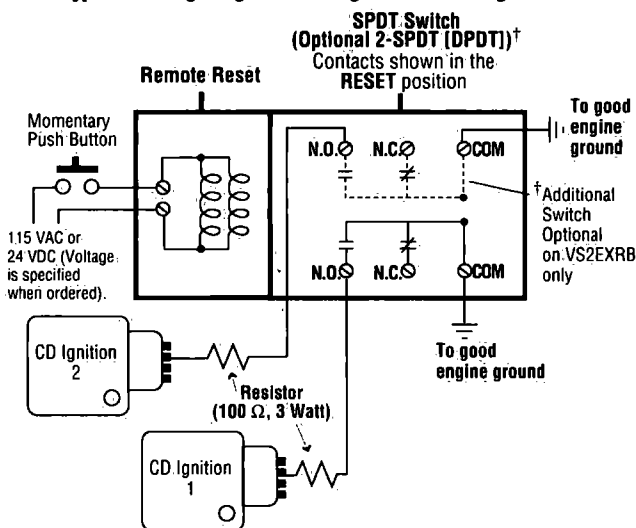 SPDT Switch
(Optional 2-SPDT [DPDT])†
Contacts shown in the
RESET position
Remote Reset
Momentary
Push Button
To good
engine
ground
N.O.
N.C.
COM
†Additional
Switch
Optional
on VS2EXRB
only
115 VAC or
24 VDC (Voltage
is specified
when ordered).
N.O.
N.C.
COM
To good
engine ground
CD Ignition
2
Resistor
(100 Ω, 3 Watt)
CD Ignition
1